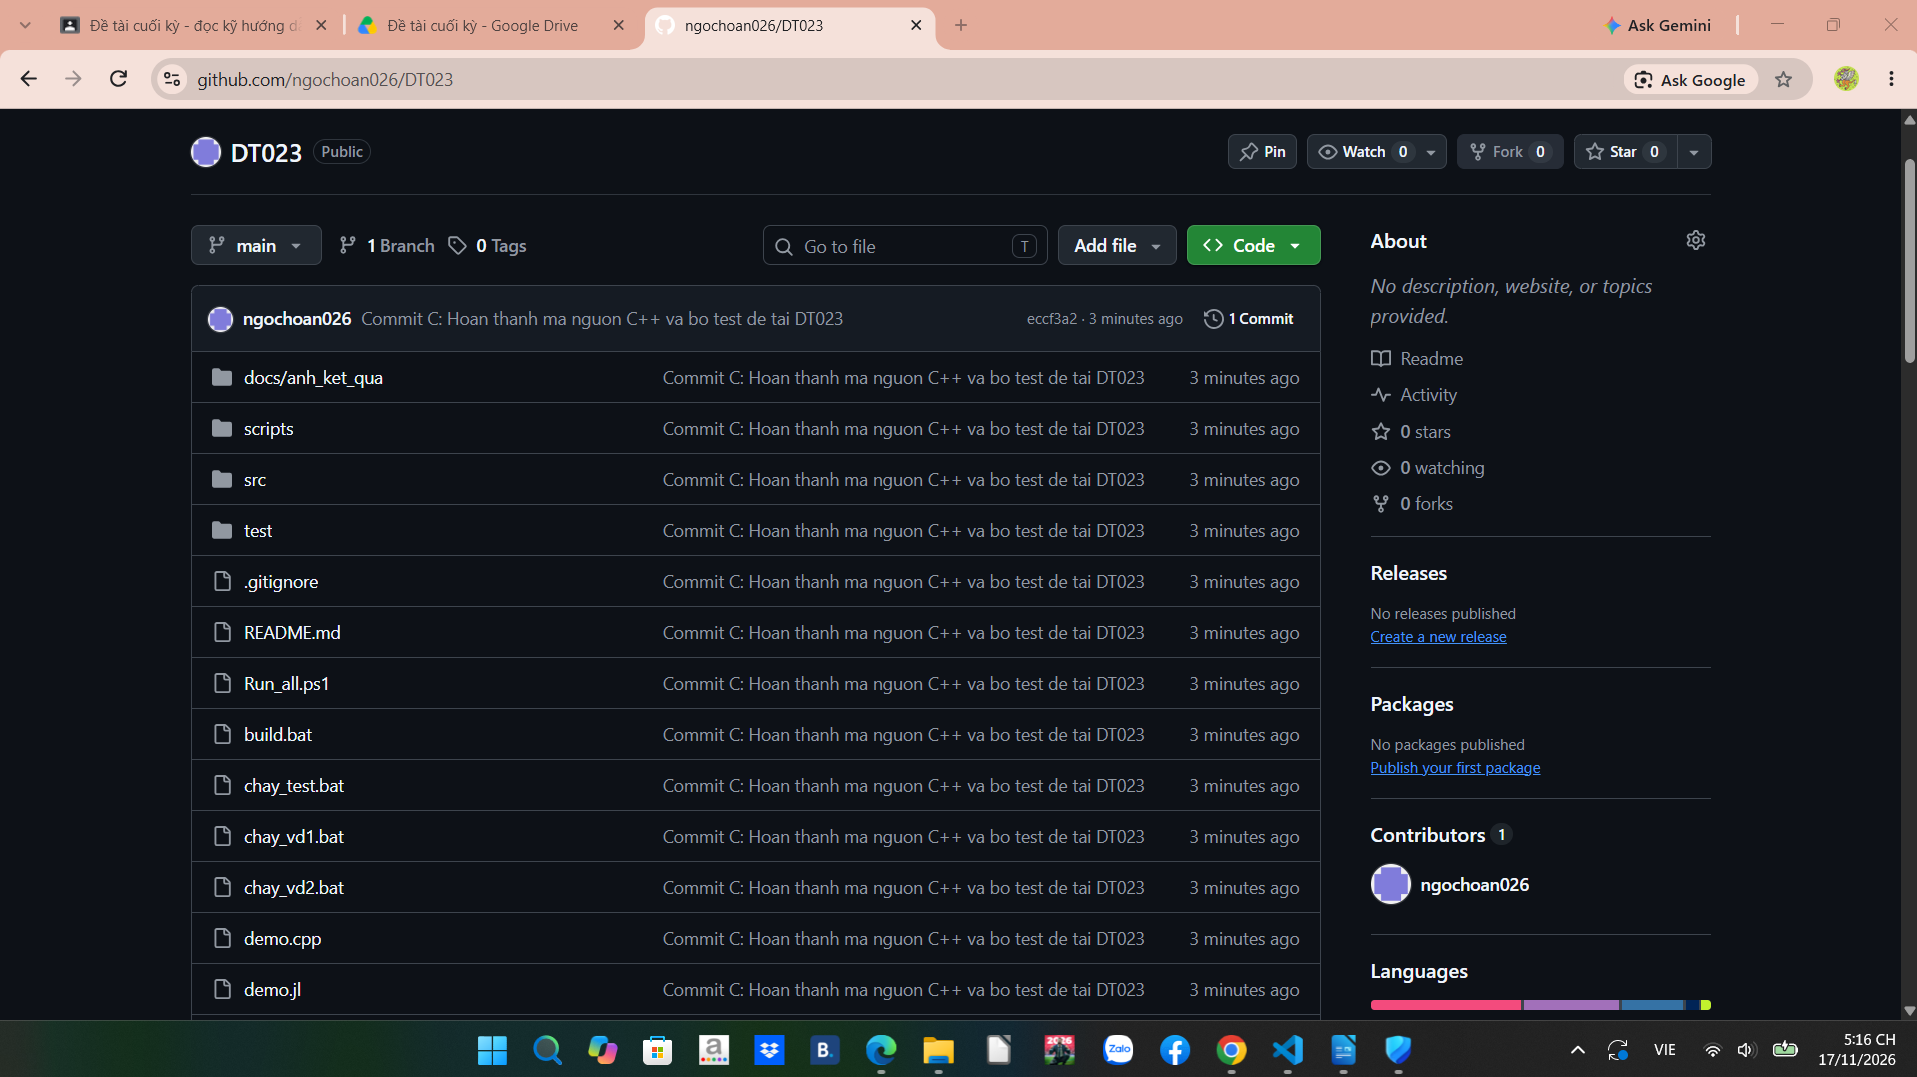 Đề tài cuối kỳ - đọc kỹ hướng dẫ
Đề tài cuối kỳ - Google Drive
ngochoan026/DT023
Ask Gemini
github.com/ngochoan026/DT023
Ask Google
DT023
Public
Pin
Watch 0
Fork 0
Star 0
main
1 Branch
0 Tags
Go to file
T
Add file
Code
About
No description, website, or topics
provided.
ngochoan026 Commit C: Hoan thanh ma nguon C++ va bo test de tai DT023
eccf3a2 · 3 minutes ago
1 Commit
docs/anh_ket_qua Commit C: Hoan thanh ma nguon C++ va bo test de tai DT023 3 minutes ago
scripts Commit C: Hoan thanh ma nguon C++ va bo test de tai DT023 3 minutes ago
src Commit C: Hoan thanh ma nguon C++ va bo test de tai DT023 3 minutes ago
test Commit C: Hoan thanh ma nguon C++ va bo test de tai DT023 3 minutes ago
.gitignore Commit C: Hoan thanh ma nguon C++ va bo test de tai DT023 3 minutes ago
README.md Commit C: Hoan thanh ma nguon C++ va bo test de tai DT023 3 minutes ago
Run_all.ps1 Commit C: Hoan thanh ma nguon C++ va bo test de tai DT023 3 minutes ago
build.bat Commit C: Hoan thanh ma nguon C++ va bo test de tai DT023 3 minutes ago
chay_test.bat Commit C: Hoan thanh ma nguon C++ va bo test de tai DT023 3 minutes ago
chay_vd1.bat Commit C: Hoan thanh ma nguon C++ va bo test de tai DT023 3 minutes ago
chay_vd2.bat Commit C: Hoan thanh ma nguon C++ va bo test de tai DT023 3 minutes ago
demo.cpp Commit C: Hoan thanh ma nguon C++ va bo test de tai DT023 3 minutes ago
demo.jl Commit C: Hoan thanh ma nguon C++ va bo test de tai DT023 3 minutes ago
Readme
Activity
0 stars
0 watching
0 forks
Releases
No releases published
Create a new release
Packages
No packages published
Publish your first package
Contributors 1
ngochoan026
Languages
a
B.
2026
Zalo
VIE
5:16 CH
17/11/2026